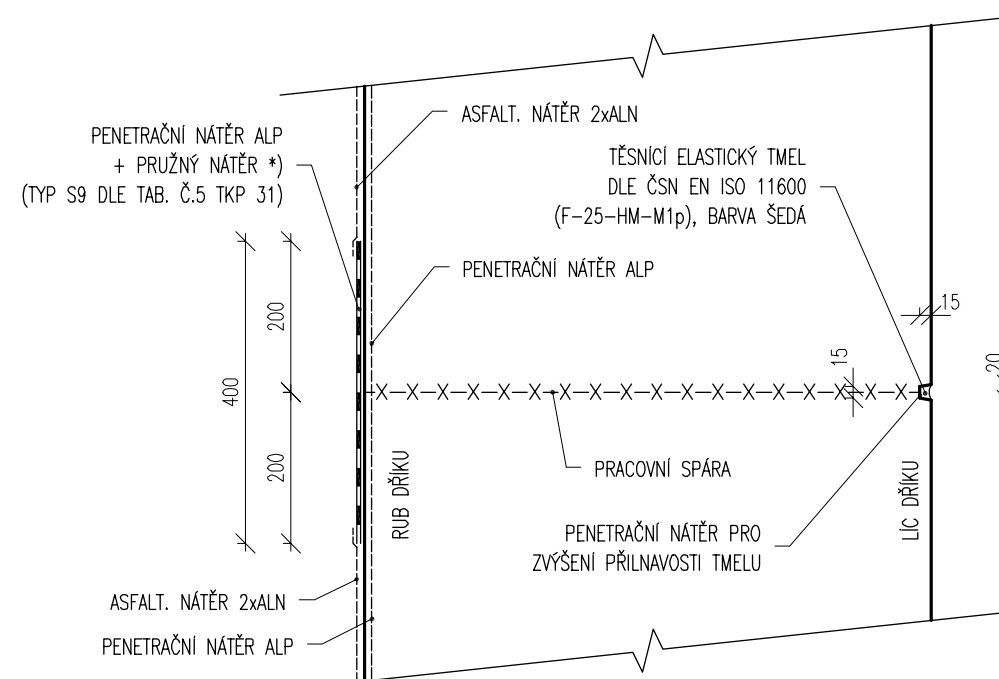 ASFALT. NÁTĚR 2xALN
PENETRAČNÍ NÁTĚR ALP
+ PRUŽNÝ NÁTĚR *)
(TYP S9 DLE TAB. Č.5 TKP 31)
TĚSNÍCÍ ELASTICKÝ TMEL
DLE ČSN EN ISO 11600
(F-25-HM-M1p), BARVA ŠEDÁ
PENETRAČNÍ NÁTĚR ALP
15
200
400
200
15
20
RUB DŘÍKU
PRACOVNÍ SPÁRA
LÍC DŘÍKU
PENETRAČNÍ NÁTĚR PRO
ZVÝŠENÍ PŘILNAVOSTI TMELU
ASFALT. NÁTĚR 2xALN
PENETRAČNÍ NÁTĚR ALP